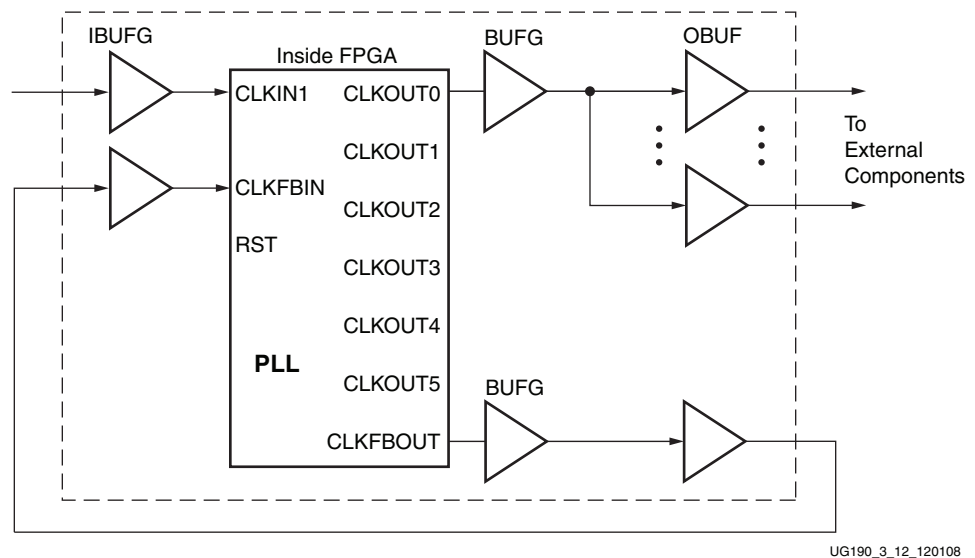 IBUFG
BUFG
OBUF
Inside FPGA
CLKIN1
CLKOUT0
To
External
Components
CLKOUT1
CLKFBIN
CLKOUT2
RST
CLKOUT3
CLKOUT4
PLL
CLKOUT5
BUFG
CLKFBOUT
UG190_3_12_120108